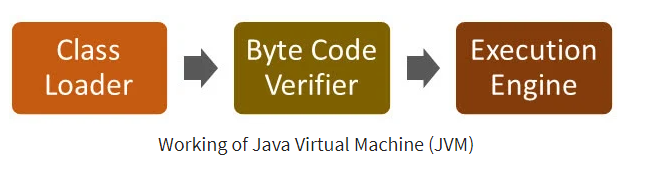 Class
Loader
Byte Code
Verifier
Execution
Engine
Working of Java Virtual Machine (JVM)